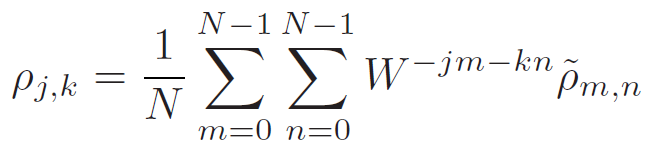 ρ_{j,k} = \frac{1}{N} \sum_{m=0}^{N-1} \sum_{n=0}^{N-1} W^{-jm-kn} \tilde{ρ}_{m,n}